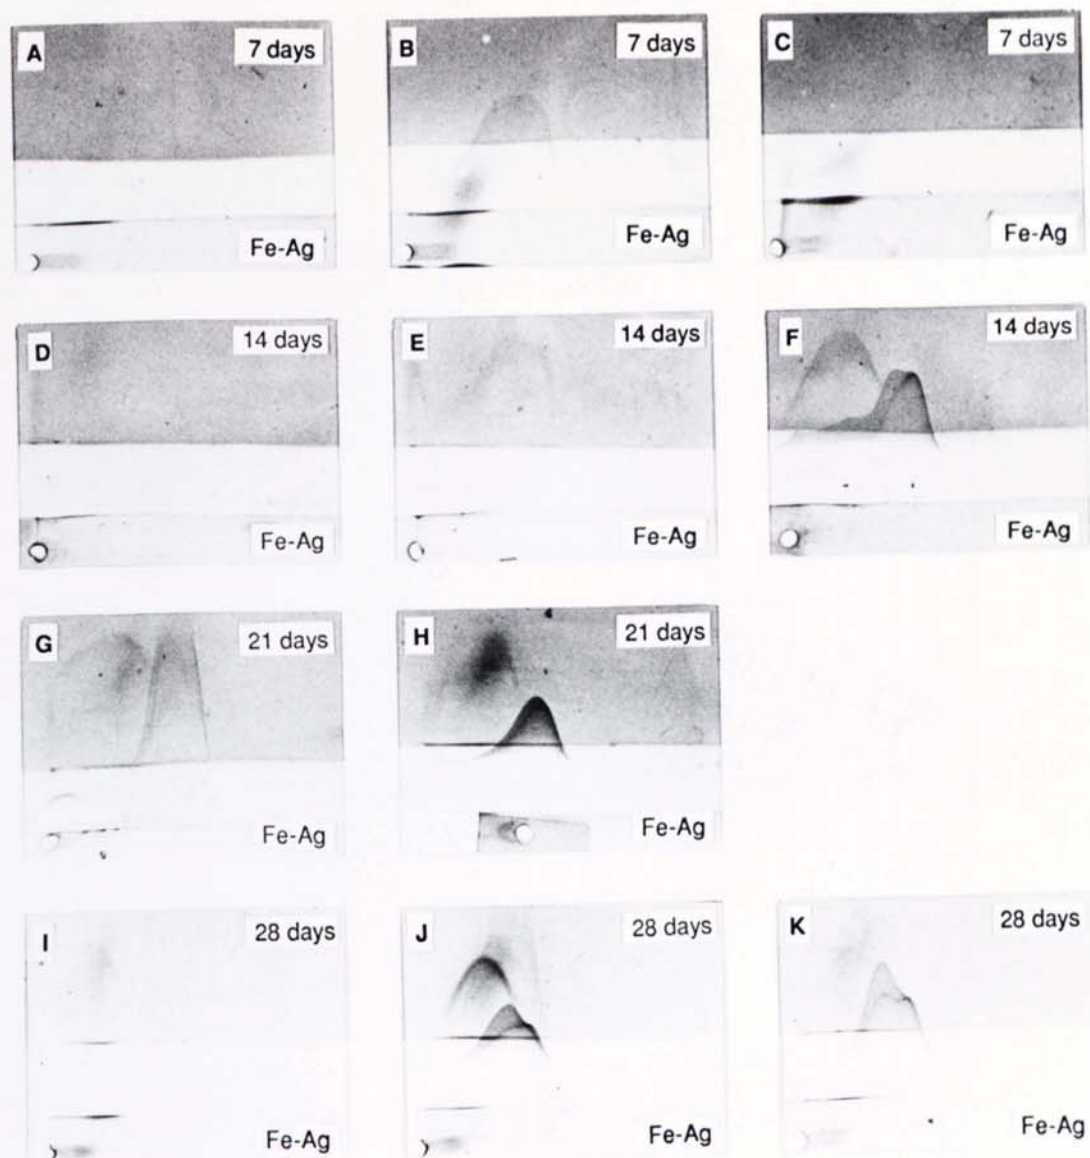 A 7 days
B 7 days
C 7 days
Fe-Ag
Fe-Ag
Fe-Ag
D 14 days
E 14 days
F 14 days
Fe-Ag
Fe-Ag
Fe-Ag
G 21 days
H 21 days
Fe-Ag
Fe-Ag
I 28 days
J 28 days
K 28 days
Fe-Ag
Fe-Ag
Fe-Ag